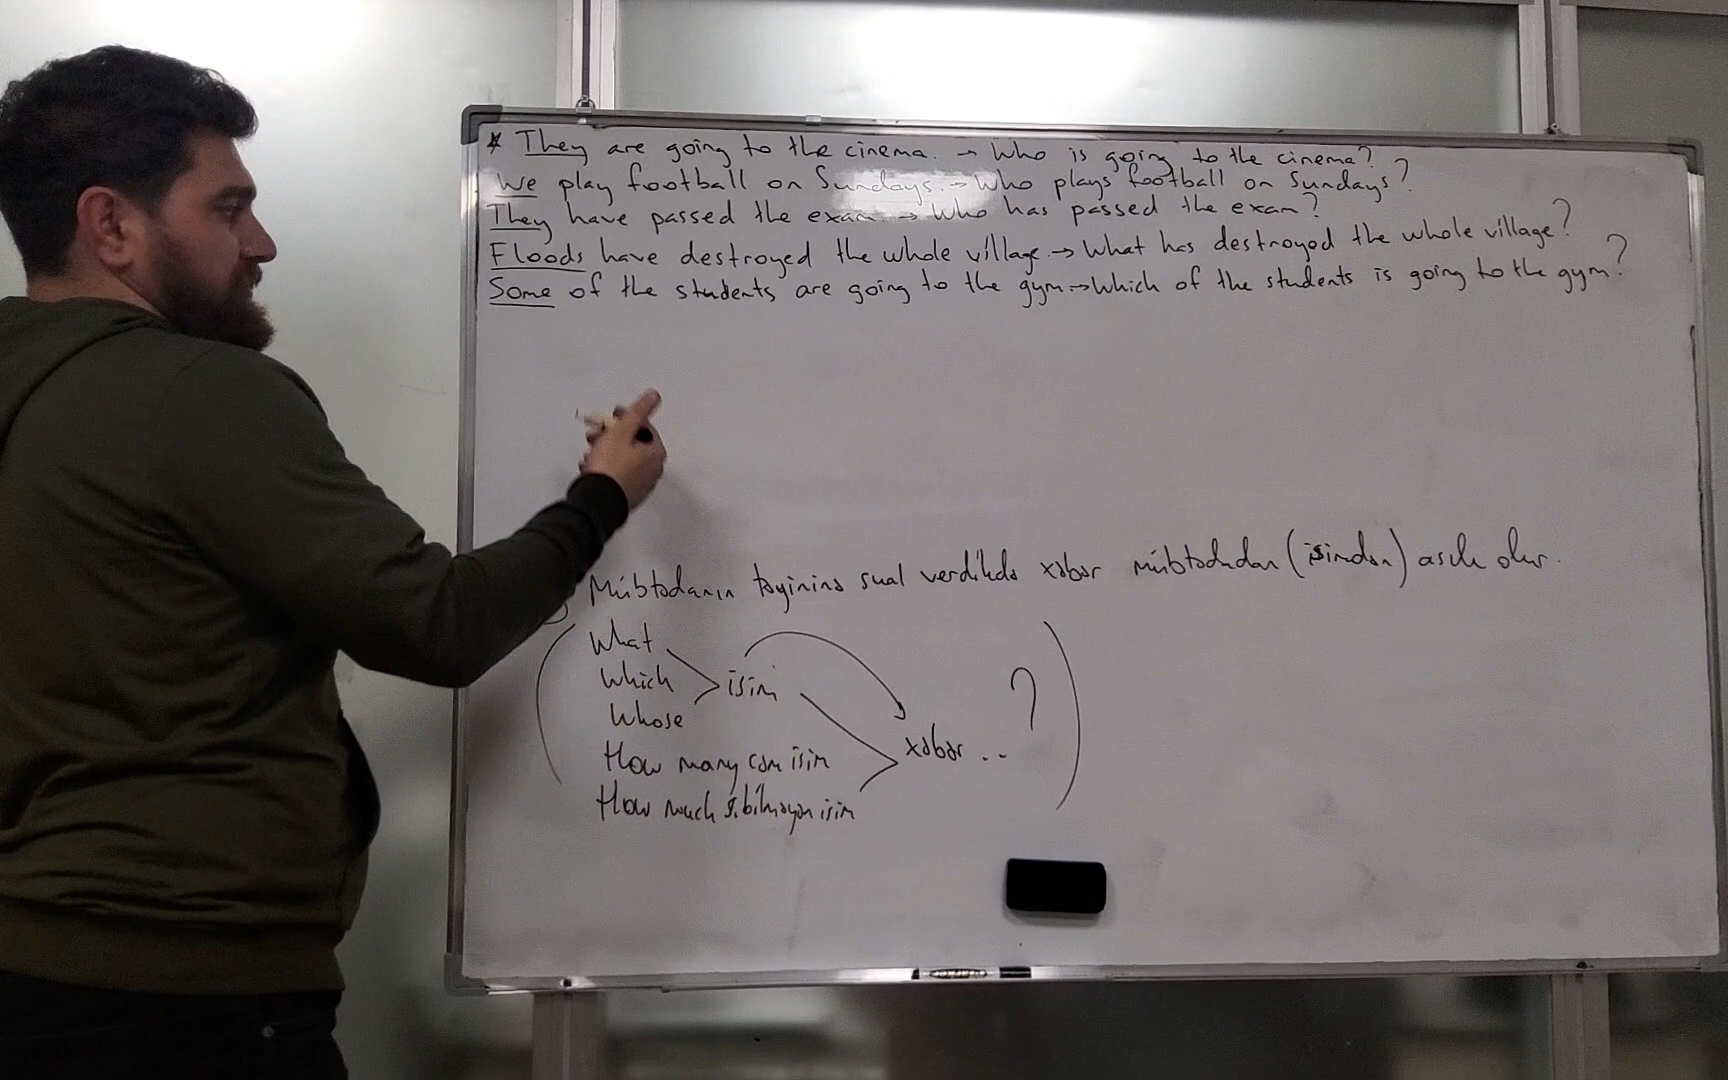 * They are going to the cinema. → Who is going to the cinema?
We play football on Sundays. → Who plays football on Sundays?
They have passed the exam. → Who has passed the exam?
Floods have destroyed the whole village. → What has destroyed the whole village?
Some of the students are going to the gym → Which of the students is going to the gym?
Mübtədanın təyininə sual verdikdə xəbər mübtədadan (isimdən) asılı olur.
What
Which
Whose
isim
How many cəm isim
How much s.bilməyən isim
xəbər .. ?